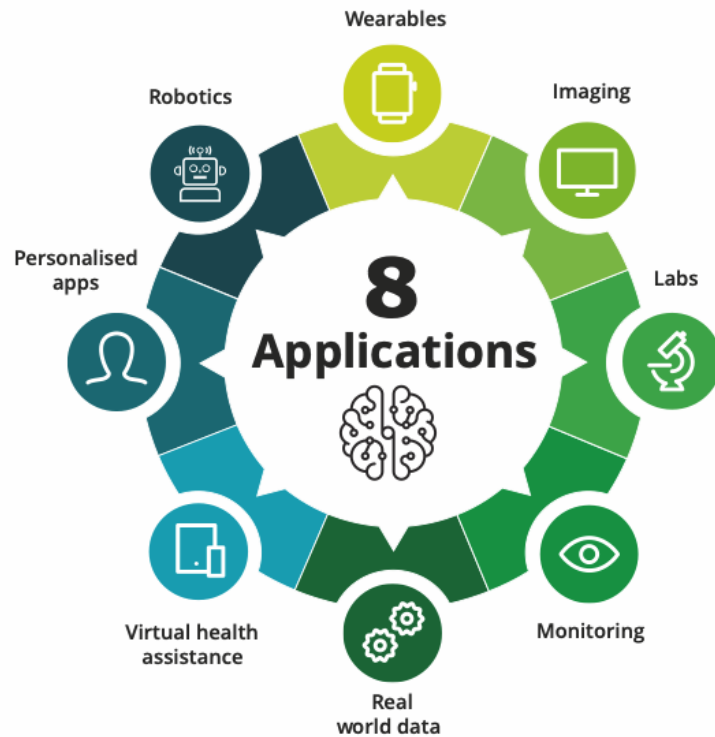 Wearables
Imaging
Labs
Monitoring
Real
world data
Virtual health
assistance
Personalised
apps
Robotics
8
Applications